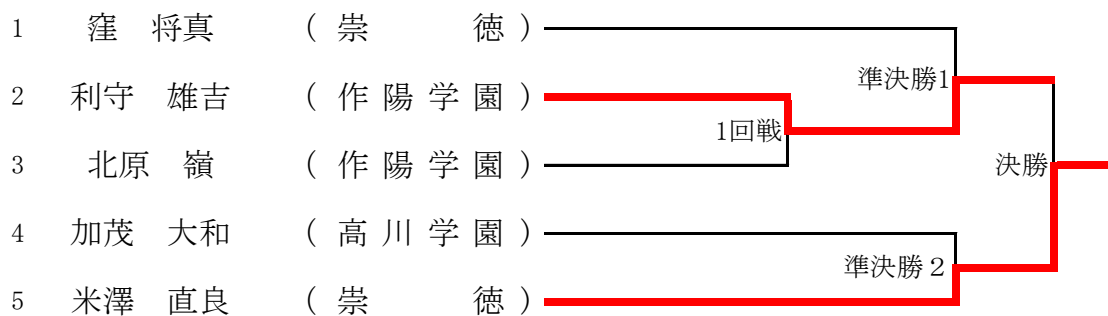 1 窪 将真 ( 崇 徳 )
準決勝1
2 利守 雄吉 ( 作 陽 学 園 )
1回戦
3 北原 嶺 ( 作 陽 学 園 )
決勝
4 加茂 大和 ( 高 川 学 園 )
準決勝２
5 米澤 直良 ( 崇 徳 )